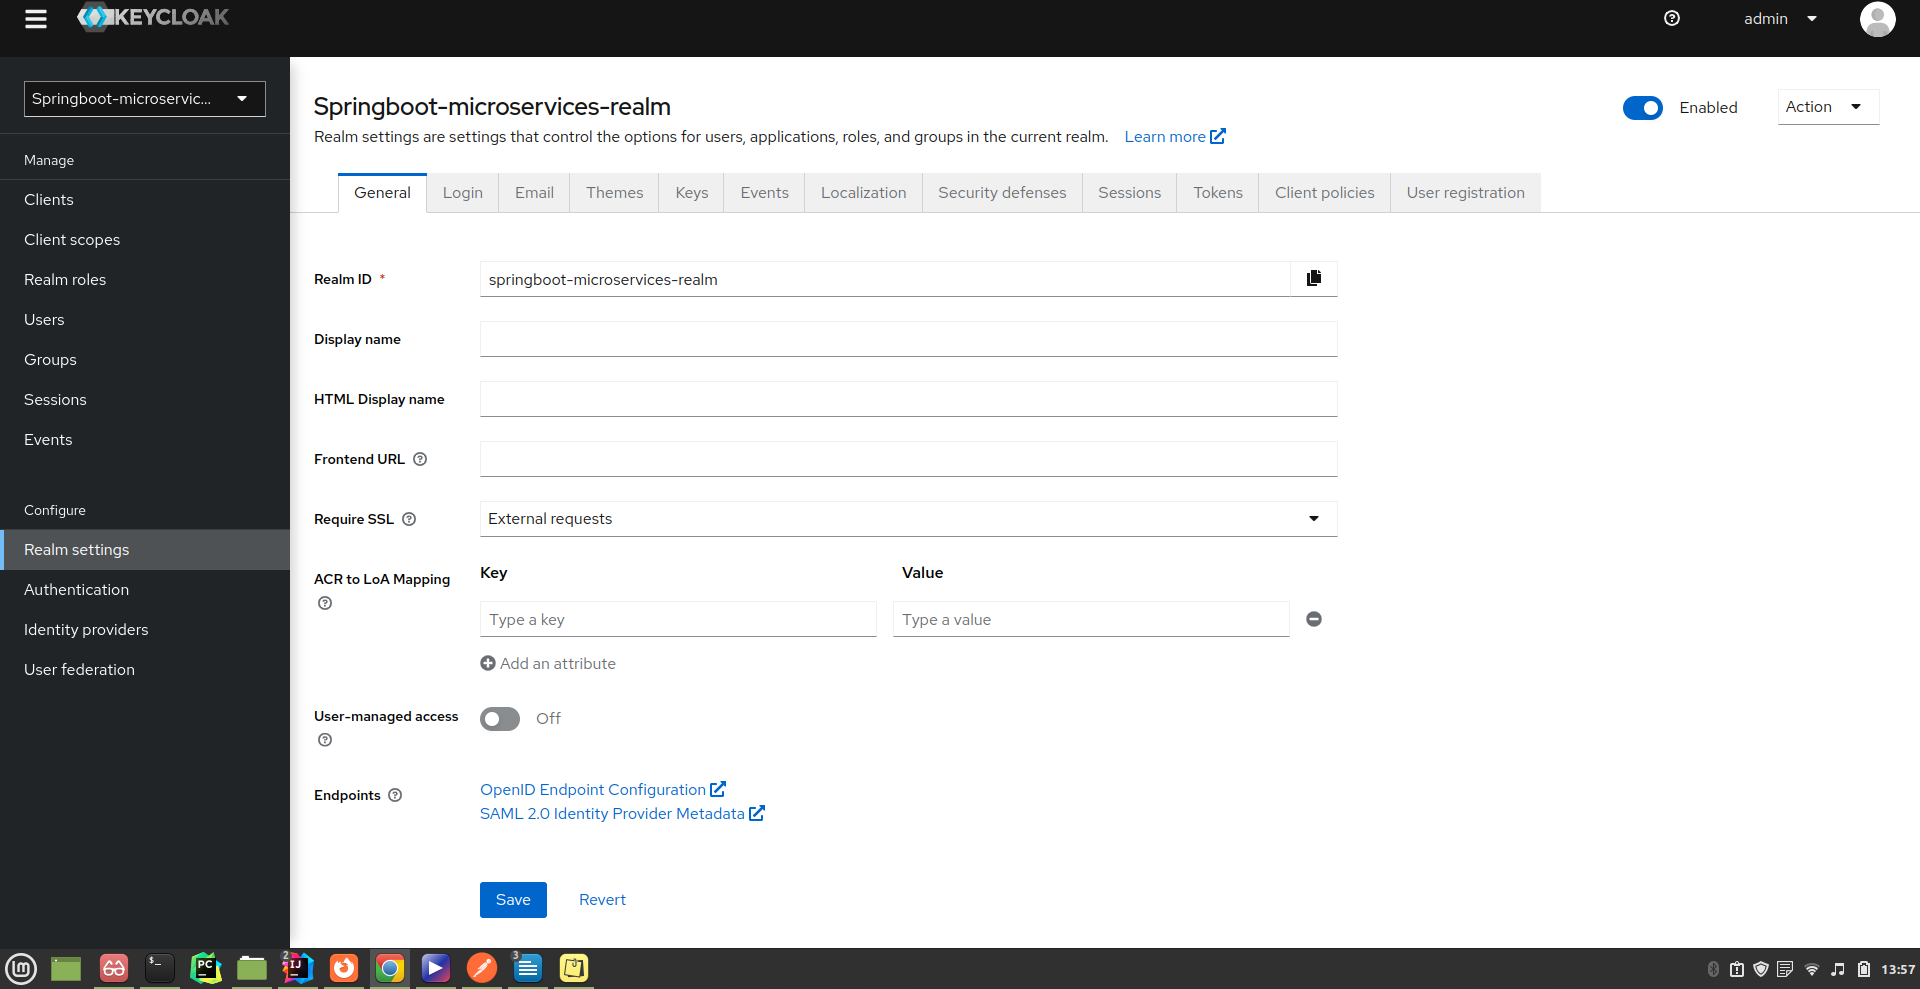 KEYCLOAK
admin
Springboot-microservic...
Manage
Clients
Client scopes
Realm roles
Users
Groups
Sessions
Events
Configure
Realm settings
Authentication
Identity providers
User federation
Springboot-microservices-realm
Enabled
Action
Realm settings are settings that control the options for users, applications, roles, and groups in the current realm. Learn more
General Login Email Themes Keys Events Localization Security defenses Sessions Tokens Client policies User registration
Realm ID *
springboot-microservices-realm
Display name
HTML Display name
Frontend URL
Require SSL
External requests
ACR to LoA Mapping
Key Value
Type a key Type a value
Add an attribute
User-managed access
Off
Endpoints
OpenID Endpoint Configuration
SAML 2.0 Identity Provider Metadata
Save Revert
lm
$_
PC
2
IJ
3
13:57